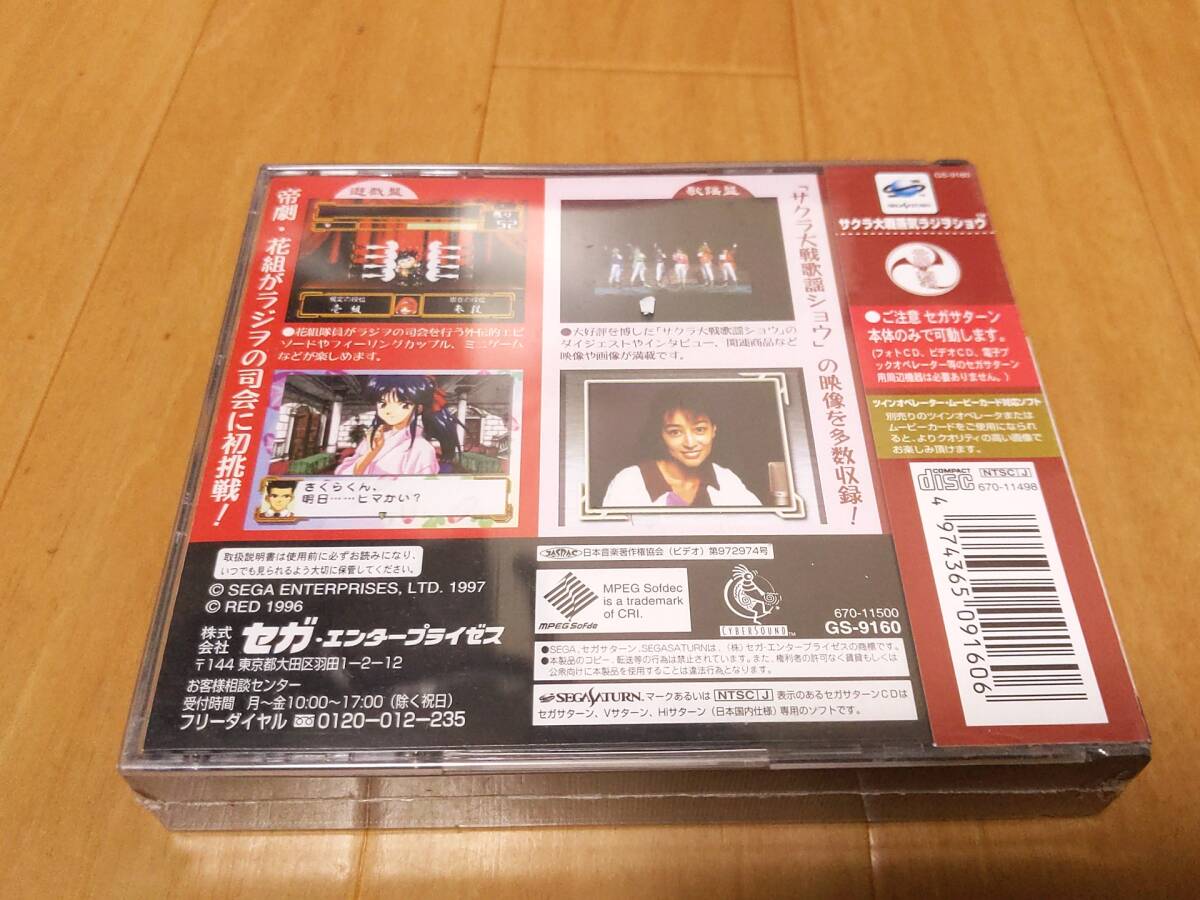 帝劇・花組がラジヲの司会に初挑戦！
遊戯盤
52
規定の段位
壱級
現在の段位
参段
●花組隊員がラジヲの司会を行う外伝的エピ
ソードやフィーリングカップル、ミニゲーム
などが楽しめます。
さくらくん、
明日……ヒマかい？
歌謡盤
「サクラ大戦歌謡ショウ」の映像を多数収録！
●大好評を博した「サクラ大戦歌謡ショウ」の
ダイジェストやインタビュー、関連商品など
映像や画像が満載です。
取扱説明書は使用前に必ずお読みになり、
いつでも見られるよう大切に保管してください。
© SEGA ENTERPRISES, LTD. 1997
© RED 1996
株式会社 セガ・エンタープライゼス
〒144 東京都大田区羽田1-2-12
お客様相談センター
受付時間 月〜金10:00〜17:00（除く祝日）
フリーダイヤル 0120-012-235
JASRAC 日本音楽著作権協会（ビデオ）第972974号
MPEG Sofdec
MPEG Sofdec
is a trademark
of CRI.
CYBERSOUND™
670-11500
GS-9160
●SEGA、セガサターン、SEGASATURNは、（株）セガ・エンタープライゼスの商標です。
●本製品のコピー、転送等の行為は禁止されています。また、権利者の許可なく賃貸もしくは
公衆向けに本製品を使用することは違法行為となります。
SEGASATURN マークあるいは NTSC J 表示のあるセガサターンCDは
セガサターン、Vサターン、Hiサターン（日本国内仕様）専用のソフトです。
GS-9160
SEGASATURN
サクラ大戦蒸気ラジヲショウ
●ご注意 セガサターン
本体のみで可動します。
（フォトCD、ビデオCD、電子ブ
ックオペレーター等のセガサターン
用周辺機器は必要ありません。）
ツインオペレーター・ムービーカード対応ソフト
別売りのツインオペレータまたは
ムービーカードをご使用になられ
ると、よりクオリティの高い画像で
お楽しみ頂けます。
COMPACT disc
NTSC J
670-11498
4 974365 091606